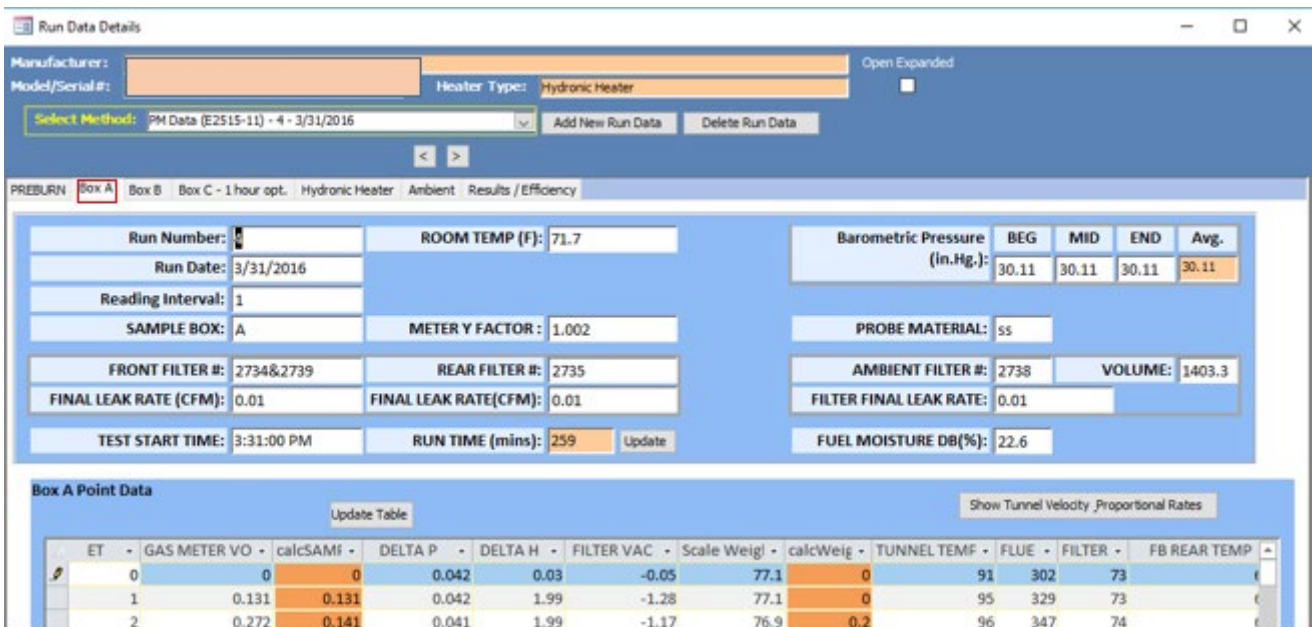 Run Data Details
Manufacturer: Open Expanded
Model/Serial#: Heater Type: Hydronic Heater
Select Method: PM Data (E2515-11) - 4 - 3/31/2016 Add New Run Data Delete Run Data
< >
PREBURN Box A Box B Box C - 1 hour opt. Hydronic Heater Ambient Results / Efficiency
Run Number: 4 ROOM TEMP (F): 71.7 Barometric Pressure BEG MID END Avg.
(in.Hg.): 30.11 30.11 30.11 30.11
Run Date: 3/31/2016
Reading Interval: 1
SAMPLE BOX: A METER Y FACTOR : 1.002 PROBE MATERIAL: ss
FRONT FILTER #: 2734&2739 REAR FILTER #: 2735 AMBIENT FILTER #: 2738 VOLUME: 1403.3
FINAL LEAK RATE (CFM): 0.01 FINAL LEAK RATE(CFM): 0.01 FILTER FINAL LEAK RATE: 0.01
TEST START TIME: 3:31:00 PM RUN TIME (mins): 259 Update FUEL MOISTURE DB(%): 22.6
Box A Point Data
Update Table Show Tunnel Velocity ,Proportional Rates
ET GAS METER VO calcSAMF DELTA P DELTA H FILTER VAC Scale Weigl calcWeig TUNNEL TEMF FLUE FILTER FB REAR TEMP
0 0 0 0.042 0.03 -0.05 77.1 0 91 302 73
1 0.131 0.131 0.042 1.99 -1.28 77.1 0 95 329 73
2 0.272 0.141 0.041 1.99 -1.17 76.9 0.2 96 347 74